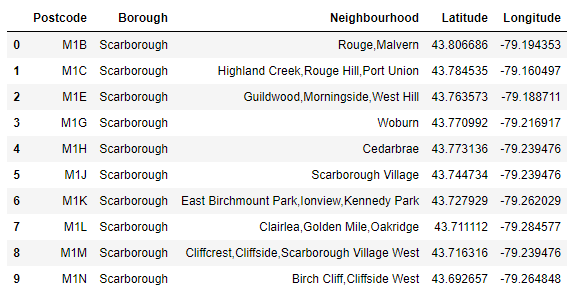 Postcode Borough Neighbourhood Latitude Longitude
0 M1B Scarborough Rouge,Malvern 43.806686 -79.194353
1 M1C Scarborough Highland Creek,Rouge Hill,Port Union 43.784535 -79.160497
2 M1E Scarborough Guildwood,Morningside,West Hill 43.763573 -79.188711
3 M1G Scarborough Woburn 43.770992 -79.216917
4 M1H Scarborough Cedarbrae 43.773136 -79.239476
5 M1J Scarborough Scarborough Village 43.744734 -79.239476
6 M1K Scarborough East Birchmount Park,Ionview,Kennedy Park 43.727929 -79.262029
7 M1L Scarborough Clairlea,Golden Mile,Oakridge 43.711112 -79.284577
8 M1M Scarborough Cliffcrest,Cliffside,Scarborough Village West 43.716316 -79.239476
9 M1N Scarborough Birch Cliff,Cliffside West 43.692657 -79.264848